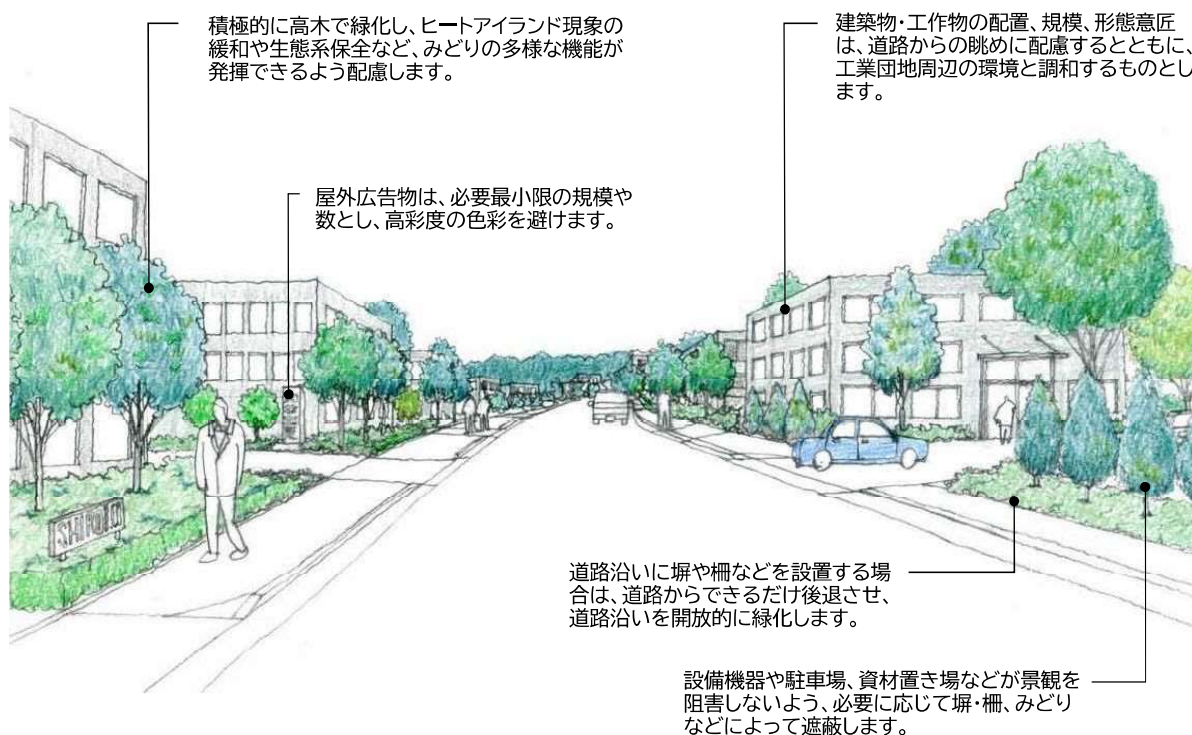 積極的に高木で緑化し、ヒートアイランド現象の
緩和や生態系保全など、みどりの多様な機能が
発揮できるよう配慮します。
建築物・工作物の配置、規模、形態意匠
は、道路からの眺めに配慮するとともに、
工業団地周辺の環境と調和するものとし
ます。
屋外広告物は、必要最小限の規模や
数とし、高彩度の色彩を避けます。
道路沿いに塀や柵などを設置する場
合は、道路からできるだけ後退させ、
道路沿いを開放的に緑化します。
設備機器や駐車場、資材置き場などが景観を
阻害しないよう、必要に応じて塀・柵、みどり
などによって遮蔽します。